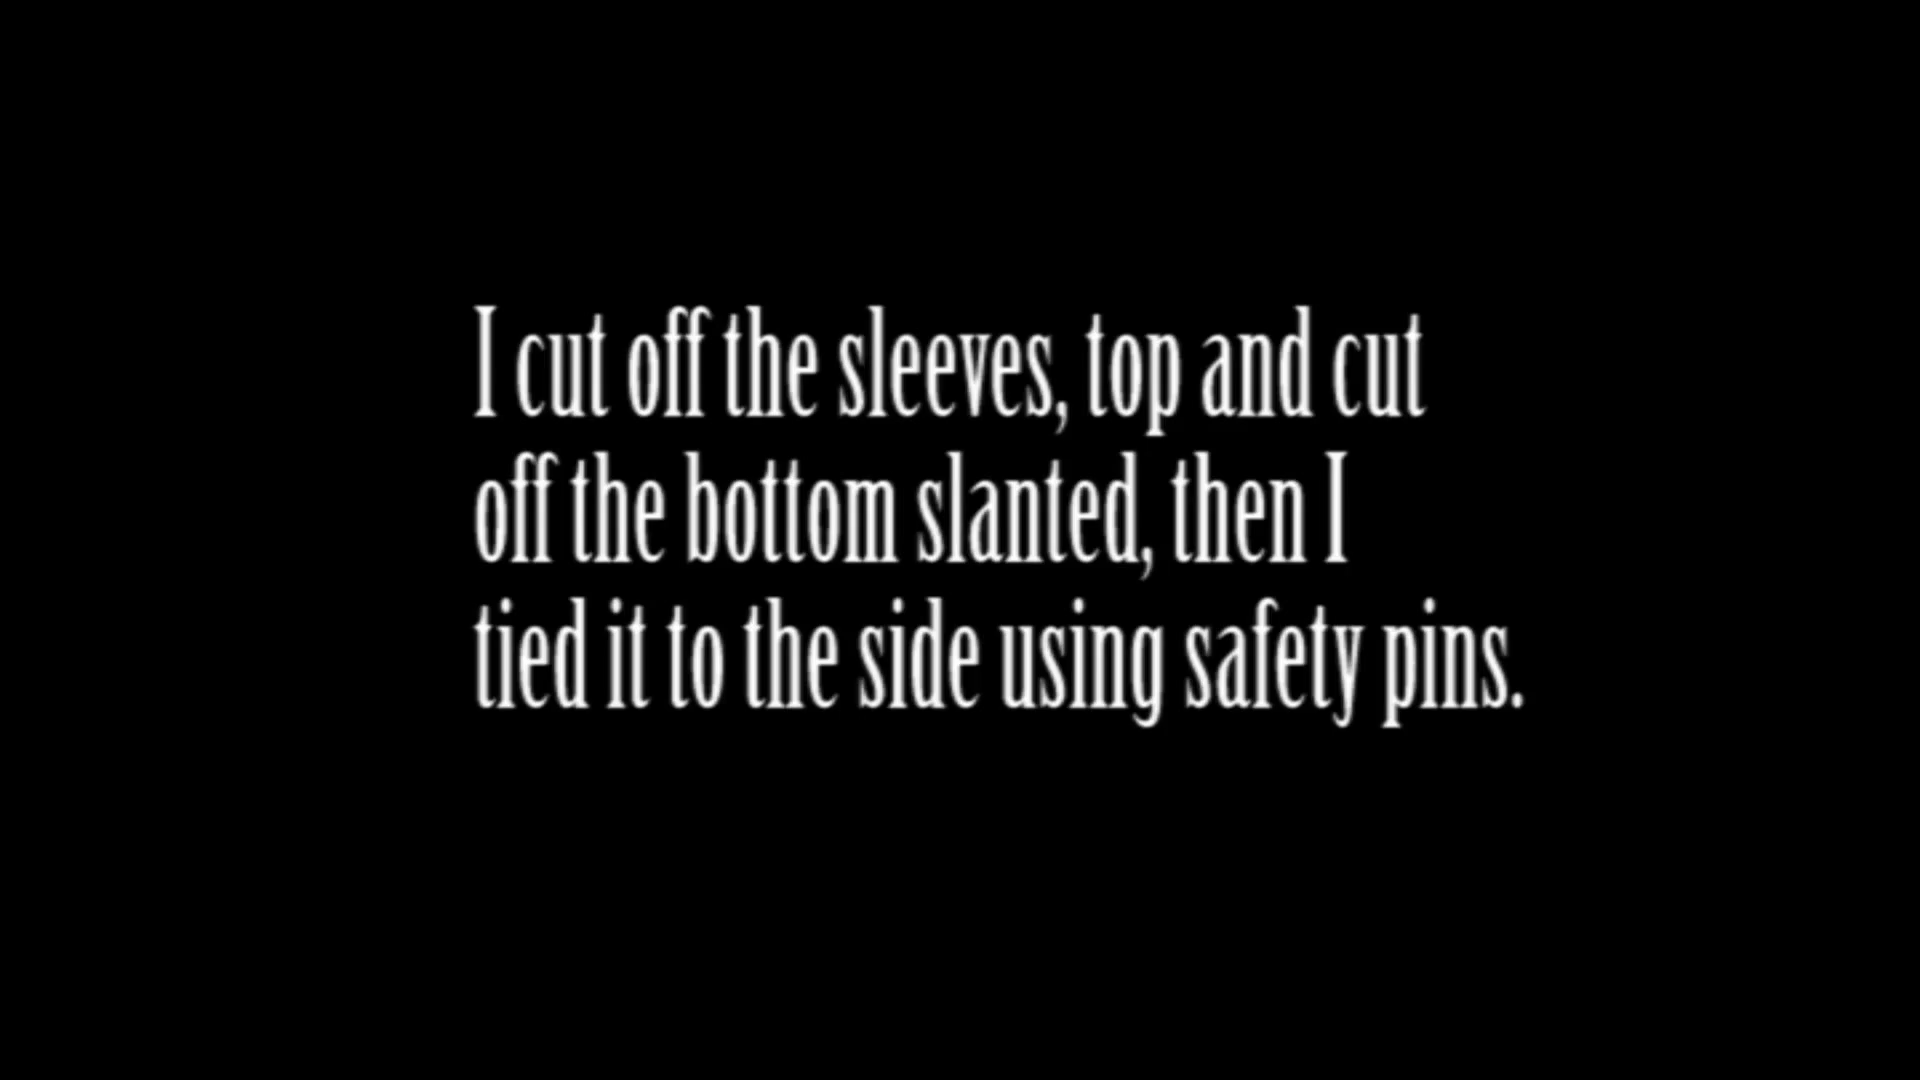 I cut off the sleeves, top and cut
off the bottom slanted, then I
tied it to the side using safety pins.